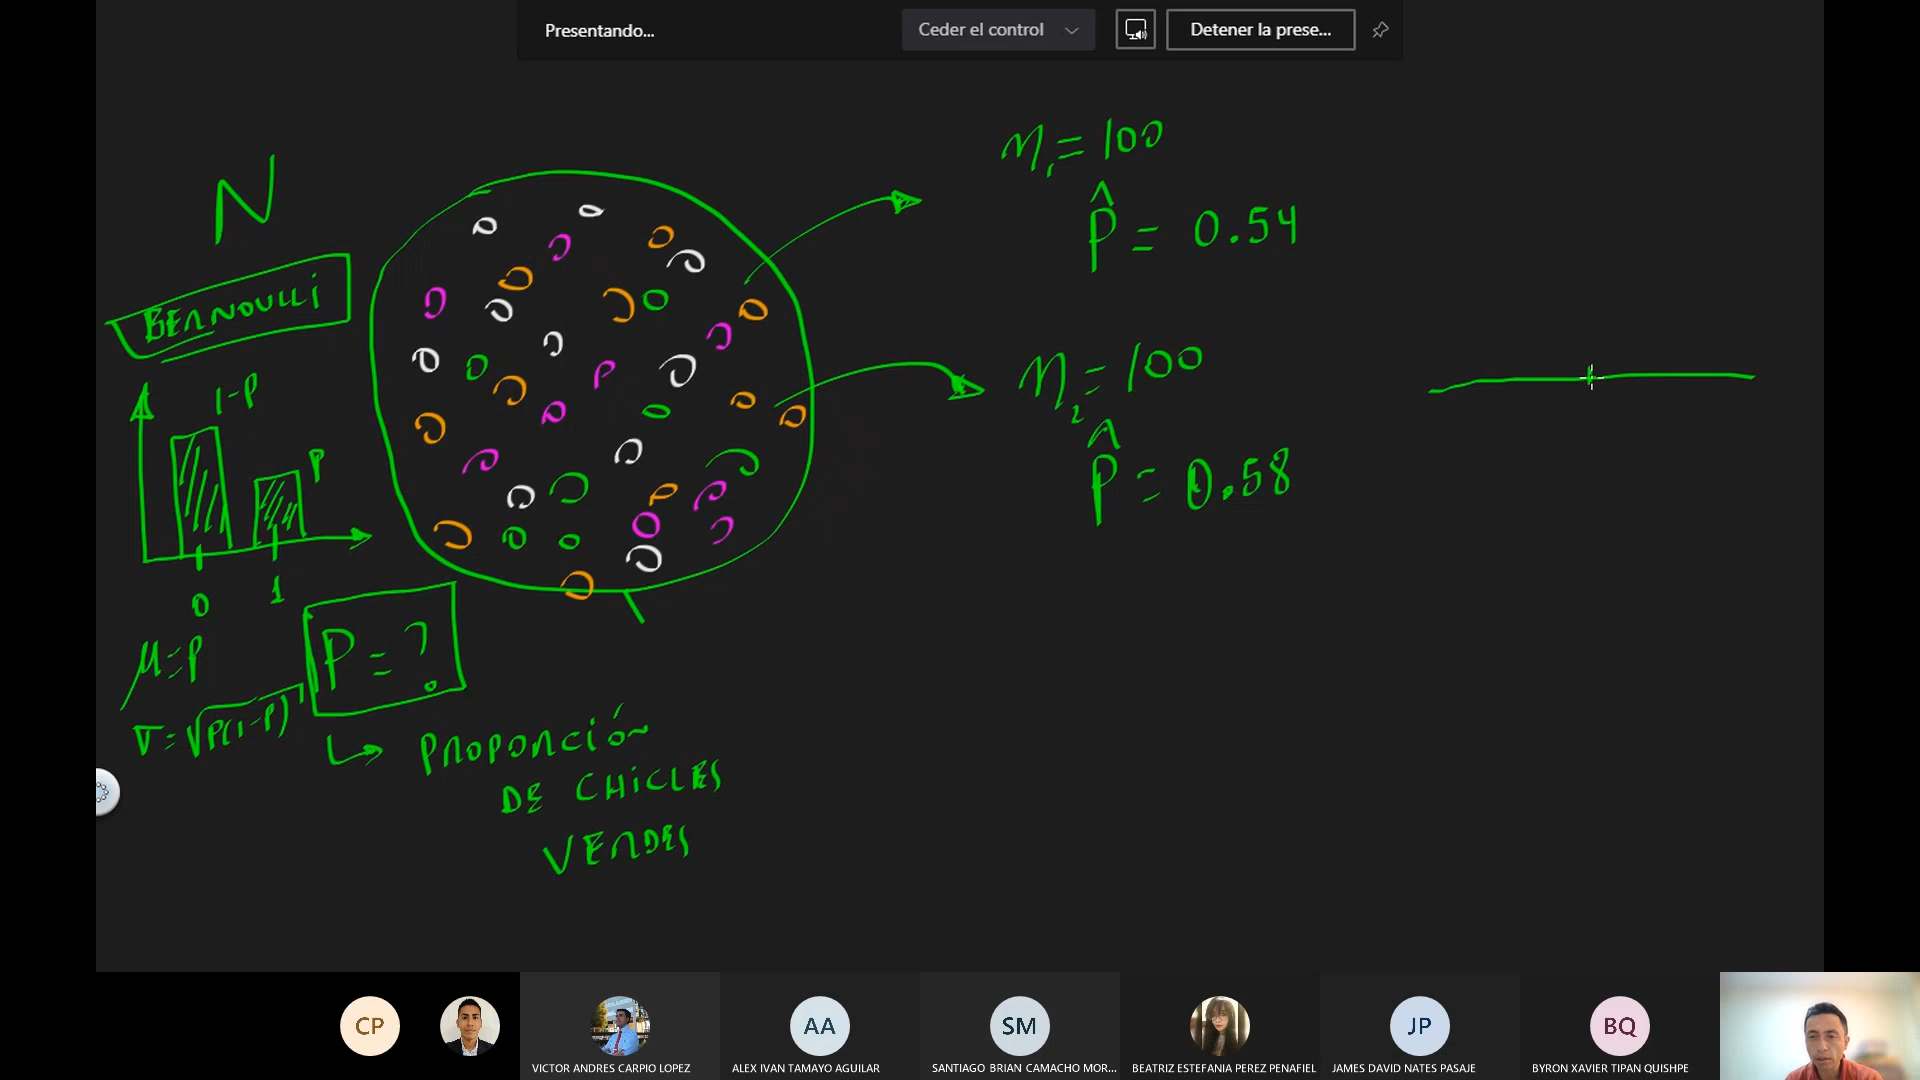 Presentando...
Ceder el control
Detener la prese...
N
BERNOULLi
1-P
P
0
1
μ=P
σ=√P(1-P)
P=?
PROPORCIÓN
DE CHiCLES
VERDES
n₁=100
P̂ = 0.54
n₂=100
P̂ = 0.58
CP
AA
SM
JP
BQ
VICTOR ANDRES CARPIO LOPEZ
ALEX IVAN TAMAYO AGUILAR
SANTIAGO BRIAN CAMACHO MOR...
BEATRIZ ESTEFANIA PEREZ PENAFIEL
JAMES DAVID NATES PASAJE
BYRON XAVIER TIPAN QUISHPE